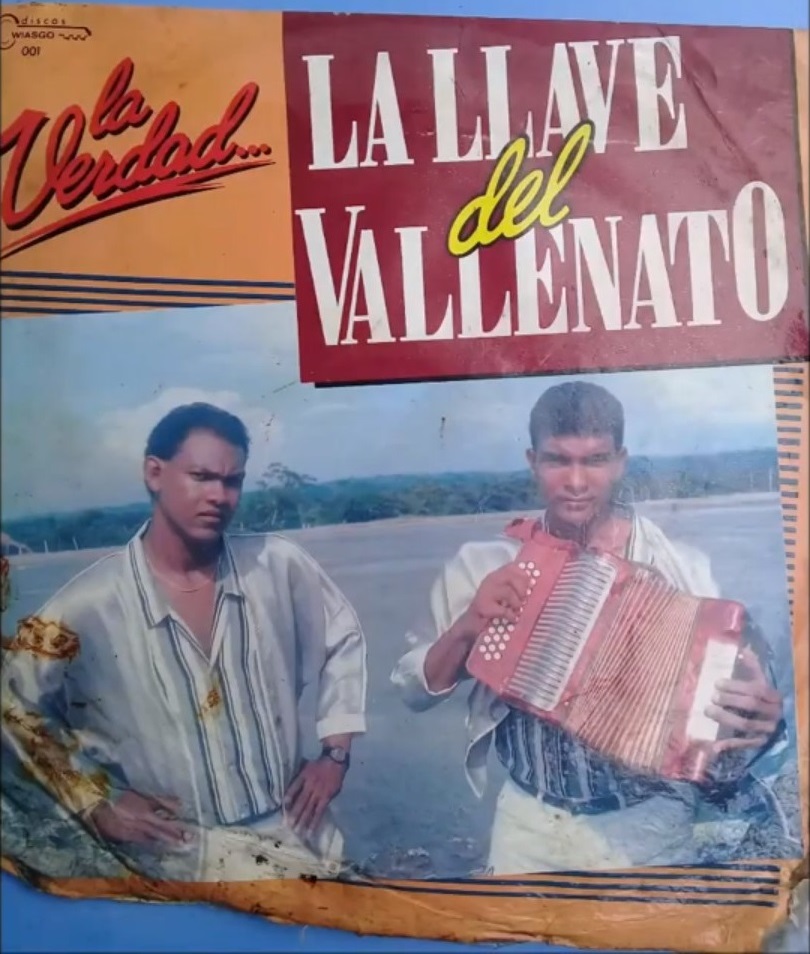 discos
WIASGO
001
la
Verdad...
LA LLAVE
del
VALLENATO